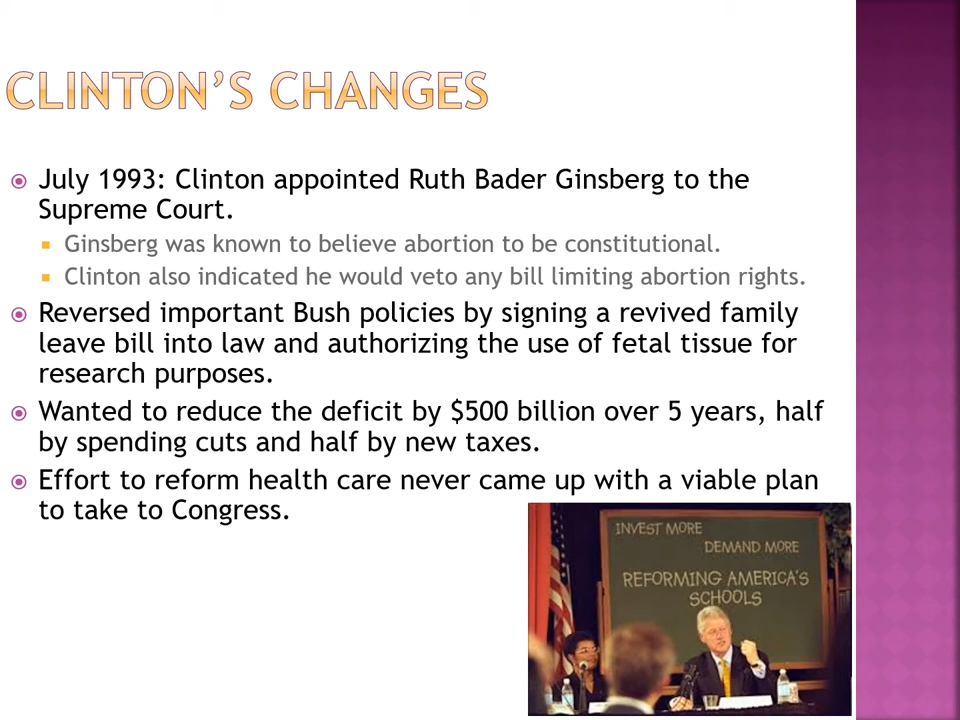 CLINTON'S CHANGES
July 1993: Clinton appointed Ruth Bader Ginsberg to the
Supreme Court.
Ginsberg was known to believe abortion to be constitutional.
Clinton also indicated he would veto any bill limiting abortion rights.
Reversed important Bush policies by signing a revived family
leave bill into law and authorizing the use of fetal tissue for
research purposes.
Wanted to reduce the deficit by $500 billion over 5 years, half
by spending cuts and half by new taxes.
Effort to reform health care never came up with a viable plan
to take to Congress.
INVEST MORE
DEMAND MORE
REFORMING AMERICA'S
SCHOOLS